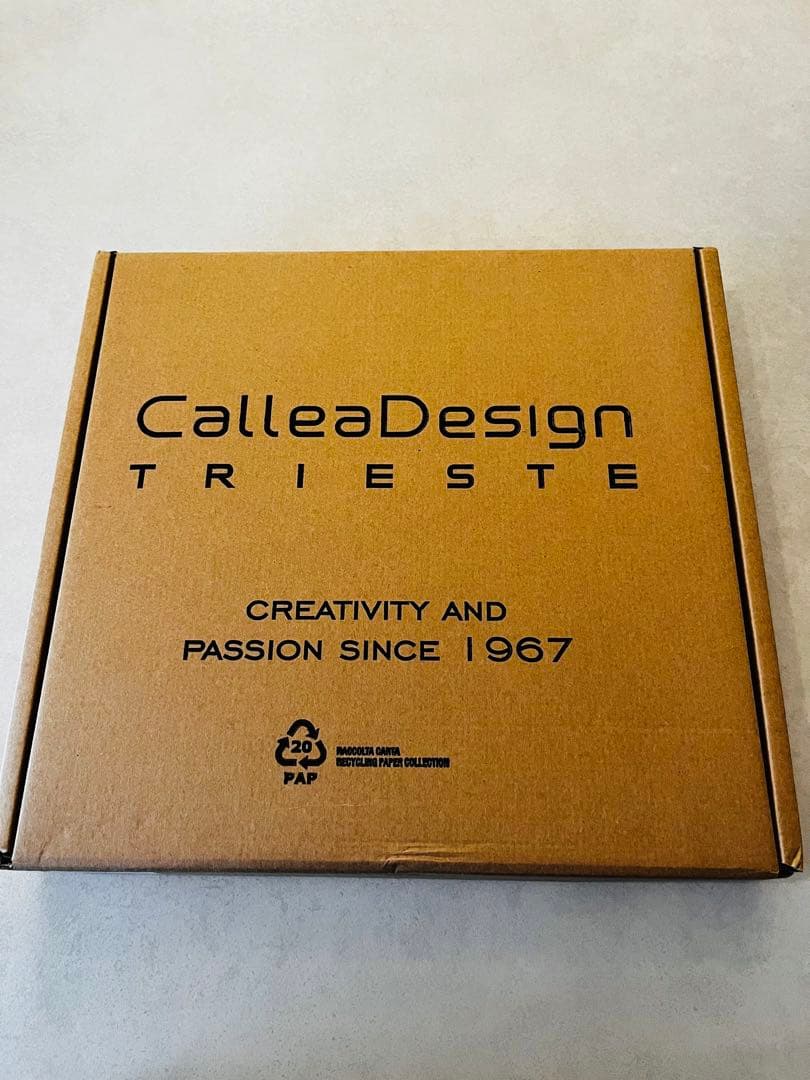 CalleaDesign
TRIESTE
CREATIVITY AND
PASSION SINCE 1967
20
PAP
RACCOLTA CARTA
RECYCLING PAPER COLLECTION